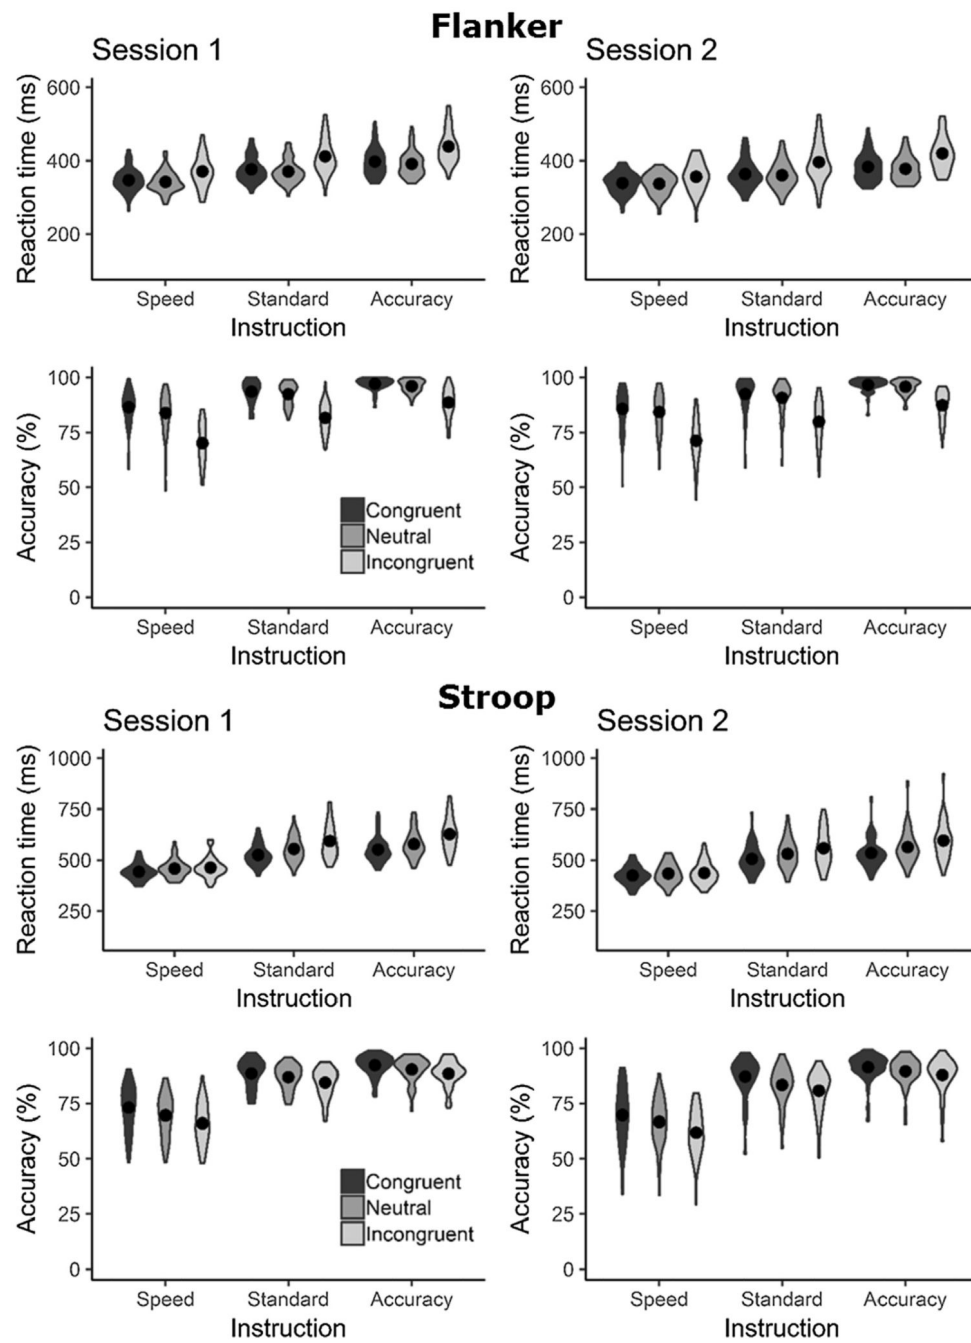 Flanker
Session 1
Session 2
Reaction time (ms)
600
400
200
Speed Standard Accuracy
Instruction
Reaction time (ms)
600
400
200
Speed Standard Accuracy
Instruction
Accuracy (%)
100
75
50
25
0
Congruent
Neutral
Incongruent
Speed Standard Accuracy
Instruction
Accuracy (%)
100
75
50
25
0
Speed Standard Accuracy
Instruction
Stroop
Session 1
Session 2
Reaction time (ms)
1000
750
500
250
Speed Standard Accuracy
Instruction
Reaction time (ms)
1000
750
500
250
Speed Standard Accuracy
Instruction
Accuracy (%)
100
75
50
25
0
Congruent
Neutral
Incongruent
Speed Standard Accuracy
Instruction
Accuracy (%)
100
75
50
25
0
Speed Standard Accuracy
Instruction